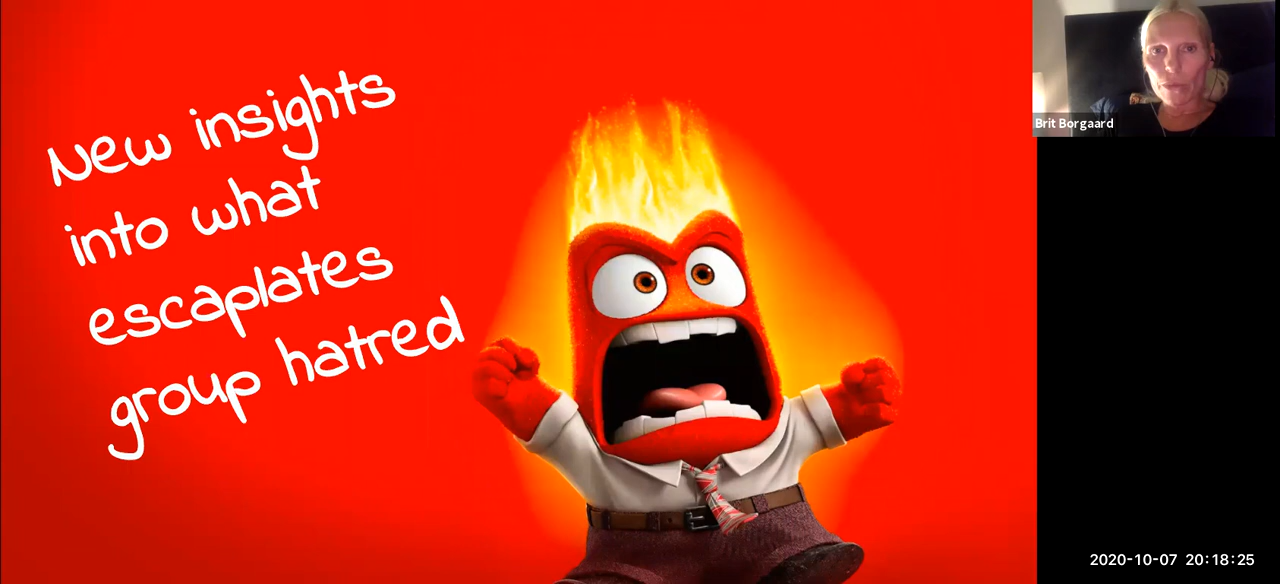 New insights
into what
escaplates
group hatred
Brit Borgaard
2020-10-07 20:18:25